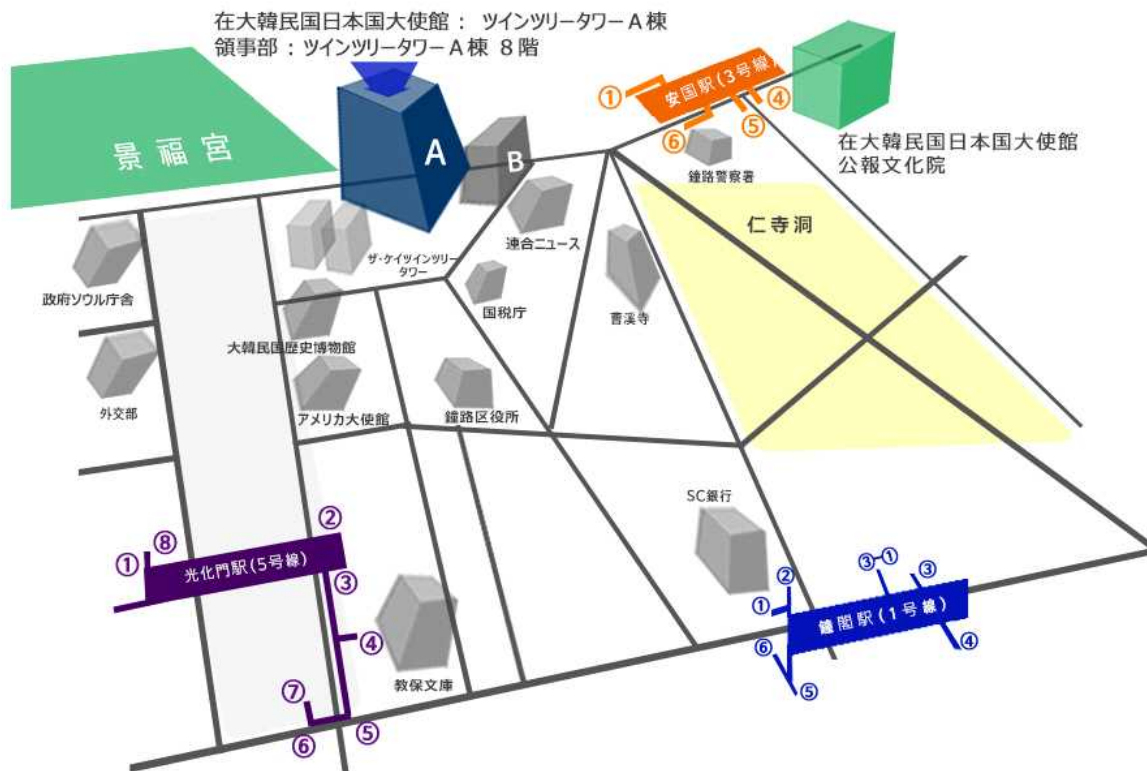 在大韓民国日本国大使館： ツインツリータワーＡ棟
領事部：ツインツリータワーＡ棟 8階
景福宮
A
B
安国駅(3号線)
①
⑥
⑤
④
在大韓民国日本国大使館
公報文化院
鐘路警察署
仁寺洞
連合ニュース
ザ・ケイツインツリー
タワー
政府ソウル庁舎
国税庁
曹溪寺
大韓民国歴史博物館
外交部
アメリカ大使館
鐘路区役所
SC銀行
②
⑧
①
光化門駅(5号線)
③
④
教保文庫
⑦
⑥
⑤
②
①
③-①
③
鐘閣駅(1号線)
④
⑥
⑤